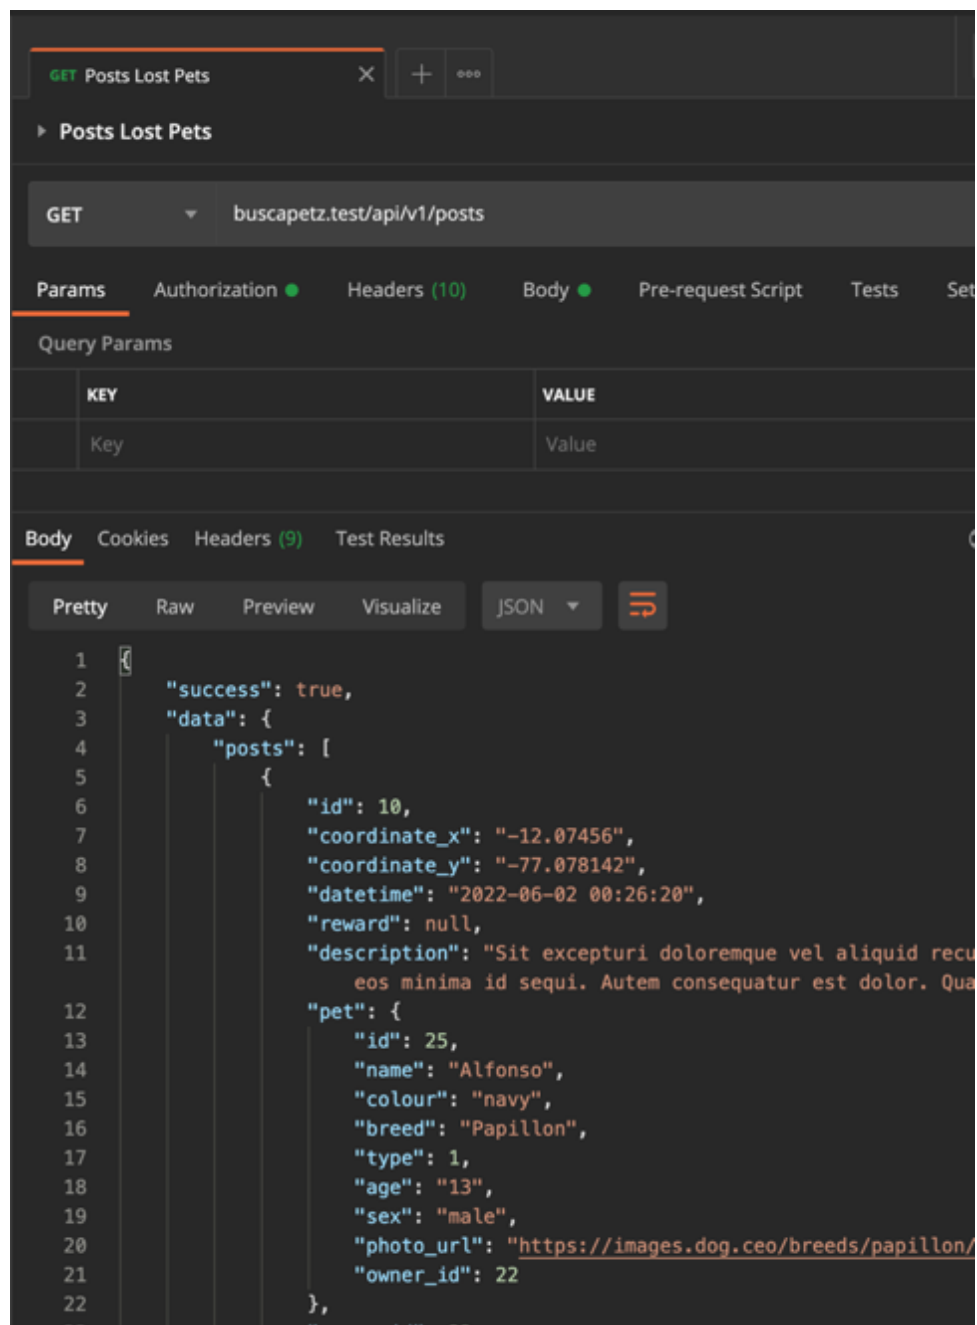 GET Posts Lost Pets
Posts Lost Pets
GET buscapetz.test/api/v1/posts
Params Authorization Headers (10) Body Pre-request Script Tests Set
Query Params
KEY VALUE
Key Value
Body Cookies Headers (9) Test Results
Pretty Raw Preview Visualize JSON
1 {
2 "success": true,
3 "data": {
4 "posts": [
5 {
6 "id": 10,
7 "coordinate_x": "-12.07456",
8 "coordinate_y": "-77.078142",
9 "datetime": "2022-06-02 00:26:20",
10 "reward": null,
11 "description": "Sit excepturi doloremque vel aliquid recu
eos minima id sequi. Autem consequatur est dolor. Qua
12 "pet": {
13 "id": 25,
14 "name": "Alfonso",
15 "colour": "navy",
16 "breed": "Papillon",
17 "type": 1,
18 "age": "13",
19 "sex": "male",
20 "photo_url": "https://images.dog.ceo/breeds/papillon/
21 "owner_id": 22
22 },